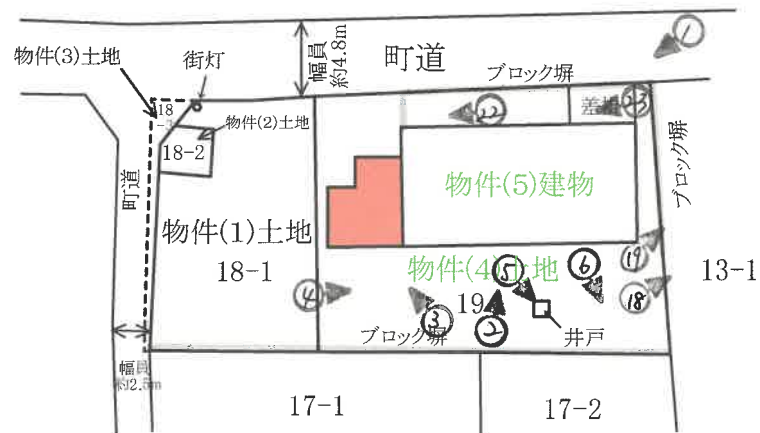 町道
幅員
約4.8m
物件(3)土地
街灯
ブロック塀
1
18
-3
物件(2)土地
22
23
18-2
町道
物件(5)建物
ブロック塀
物件(1)土地
18-1
物件(4)土地
19
5
6
19
18
13-1
4
3
2
ブロック塀
井戸
幅員
約2.5m
17-1
17-2